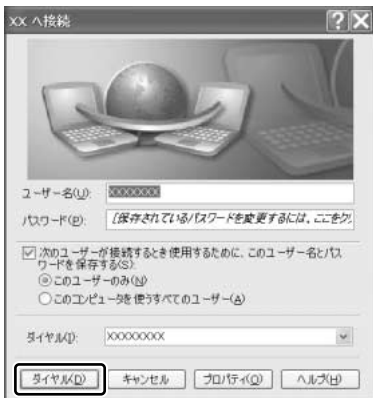 XX へ接続
ユーザー名(U):
XXXXXXXX
パスワード(P):
[保存されているパスワードを変更するには、ここをク
次のユーザーが接続するとき使用するために、このユーザー名とパス
ワードを保存する(S):
このユーザーのみ(N)
このコンピュータを使うすべてのユーザー(A)
ダイヤル(I):
XXXXXXXX
ダイヤル(D)
キャンセル
プロパティ(O)
ヘルプ(H)